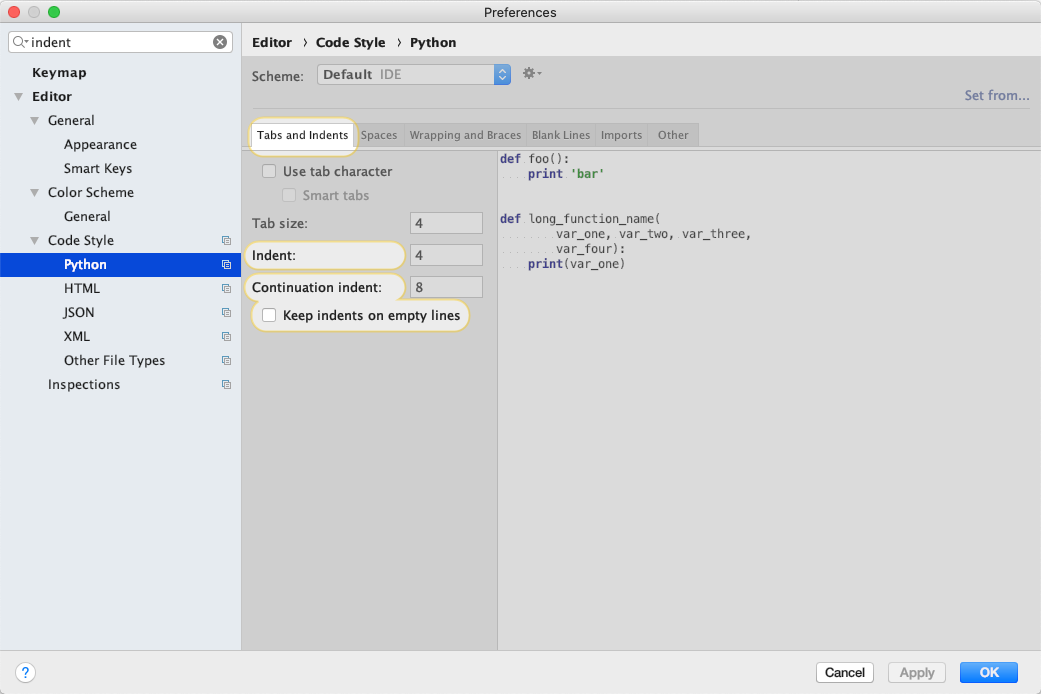 Preferences
indent
Keymap
Editor
General
Appearance
Smart Keys
Color Scheme
General
Code Style
Python
HTML
JSON
XML
Other File Types
Inspections
Editor › Code Style › Python
Scheme: Default IDE
Set from...
Tabs and Indents Spaces Wrapping and Braces Blank Lines Imports Other
Use tab character
Smart tabs
Tab size: 4
Indent: 4
Continuation indent: 8
Keep indents on empty lines
def foo():
....print 'bar'
def long_function_name(
........var_one, var_two, var_three,
........var_four):
....print(var_one)
?
Cancel Apply OK